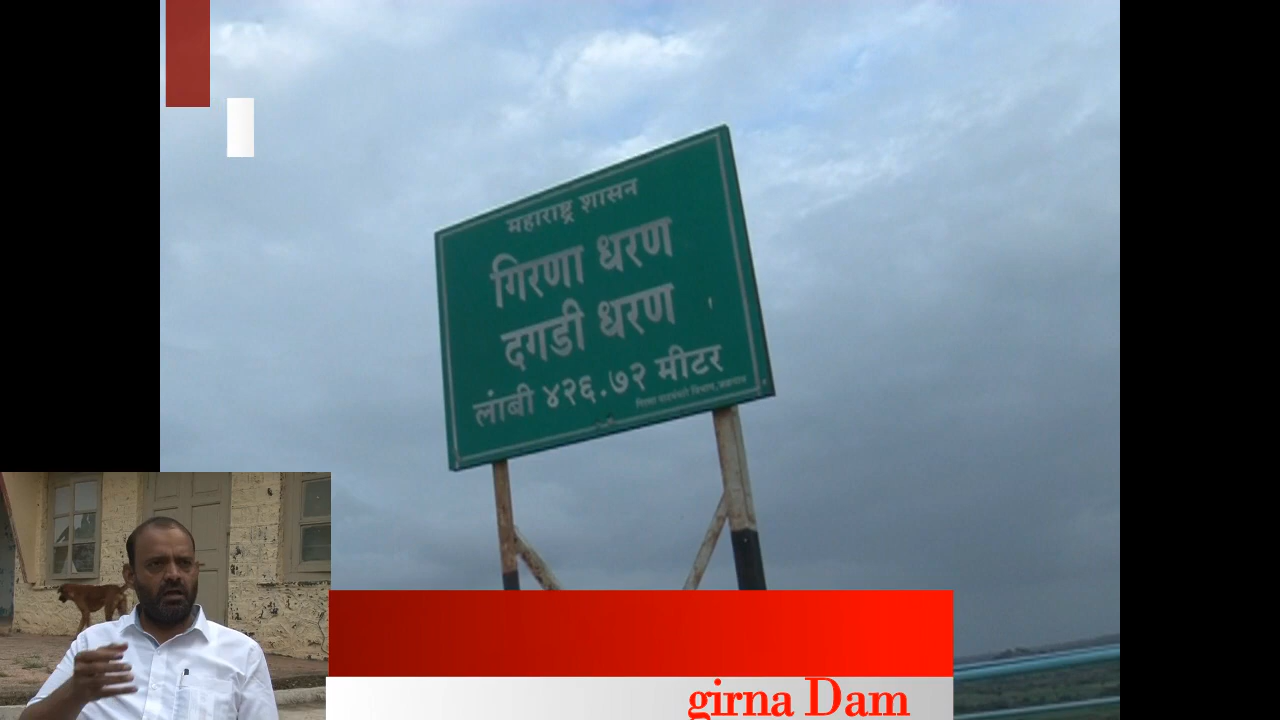 महाराष्ट्र शासन
गिरणा धरण
दगडी धरण
लांबी ४२६.७२ मीटर
girna Dam